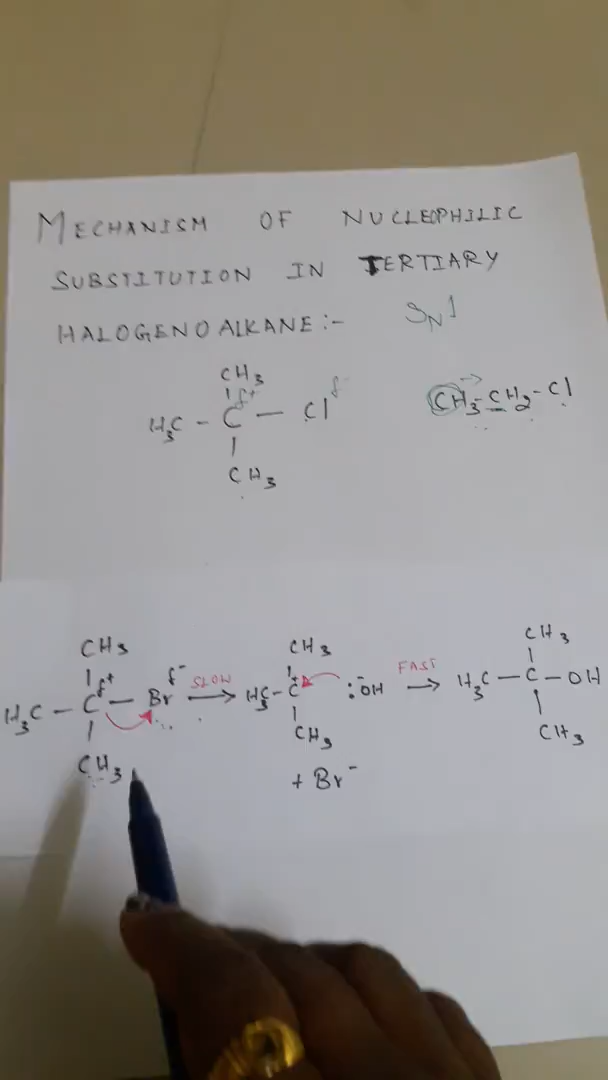 MECHANISM OF NUCLEOPHILIC
SUBSTITUTION IN TERTIARY
HALOGENOALKANE:- SN1
CH3
δ+ δ-
H3C - C - Cl CH3-CH2-Cl
CH3
CH3 CH3 CH3
δ+ δ- SLOW + FAST
H3C - C - Br → H3C - C :ŌH → H3C - C - OH
CH3 CH3 CH3
+ Br-